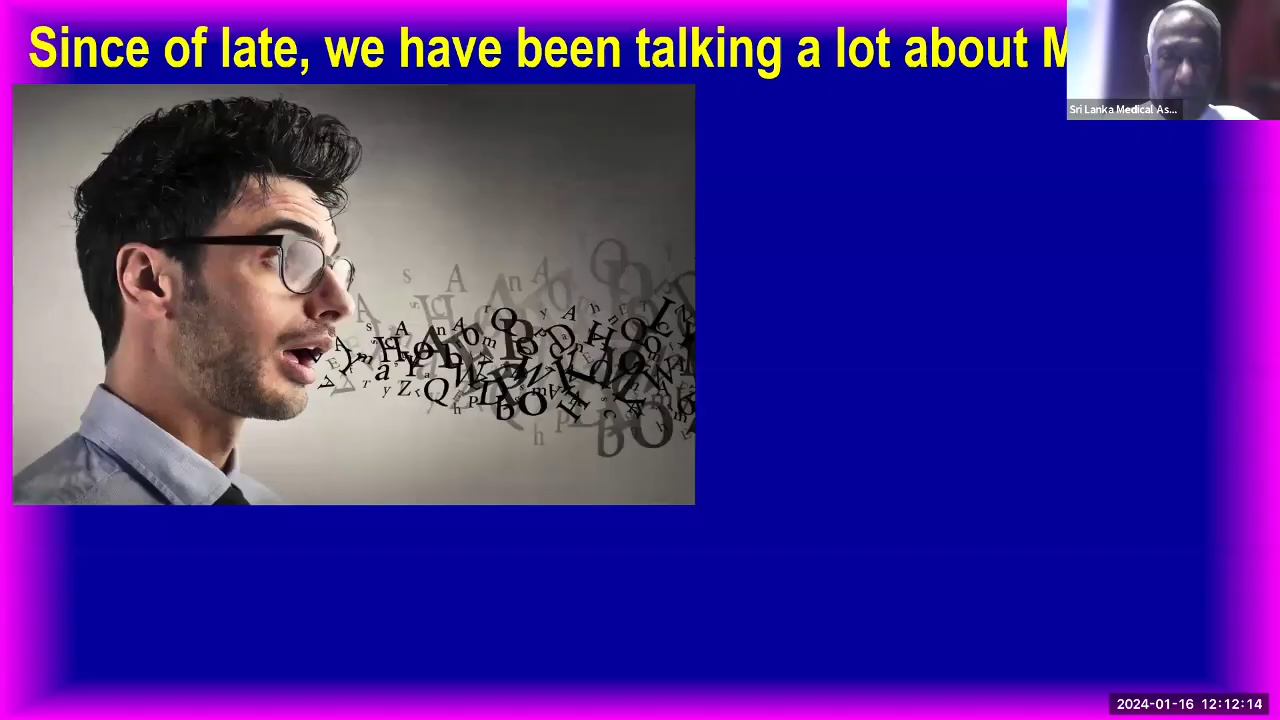 Since of late, we have been talking a lot about
Sri Lanka Medical As...
2024-01-16 12:12:14